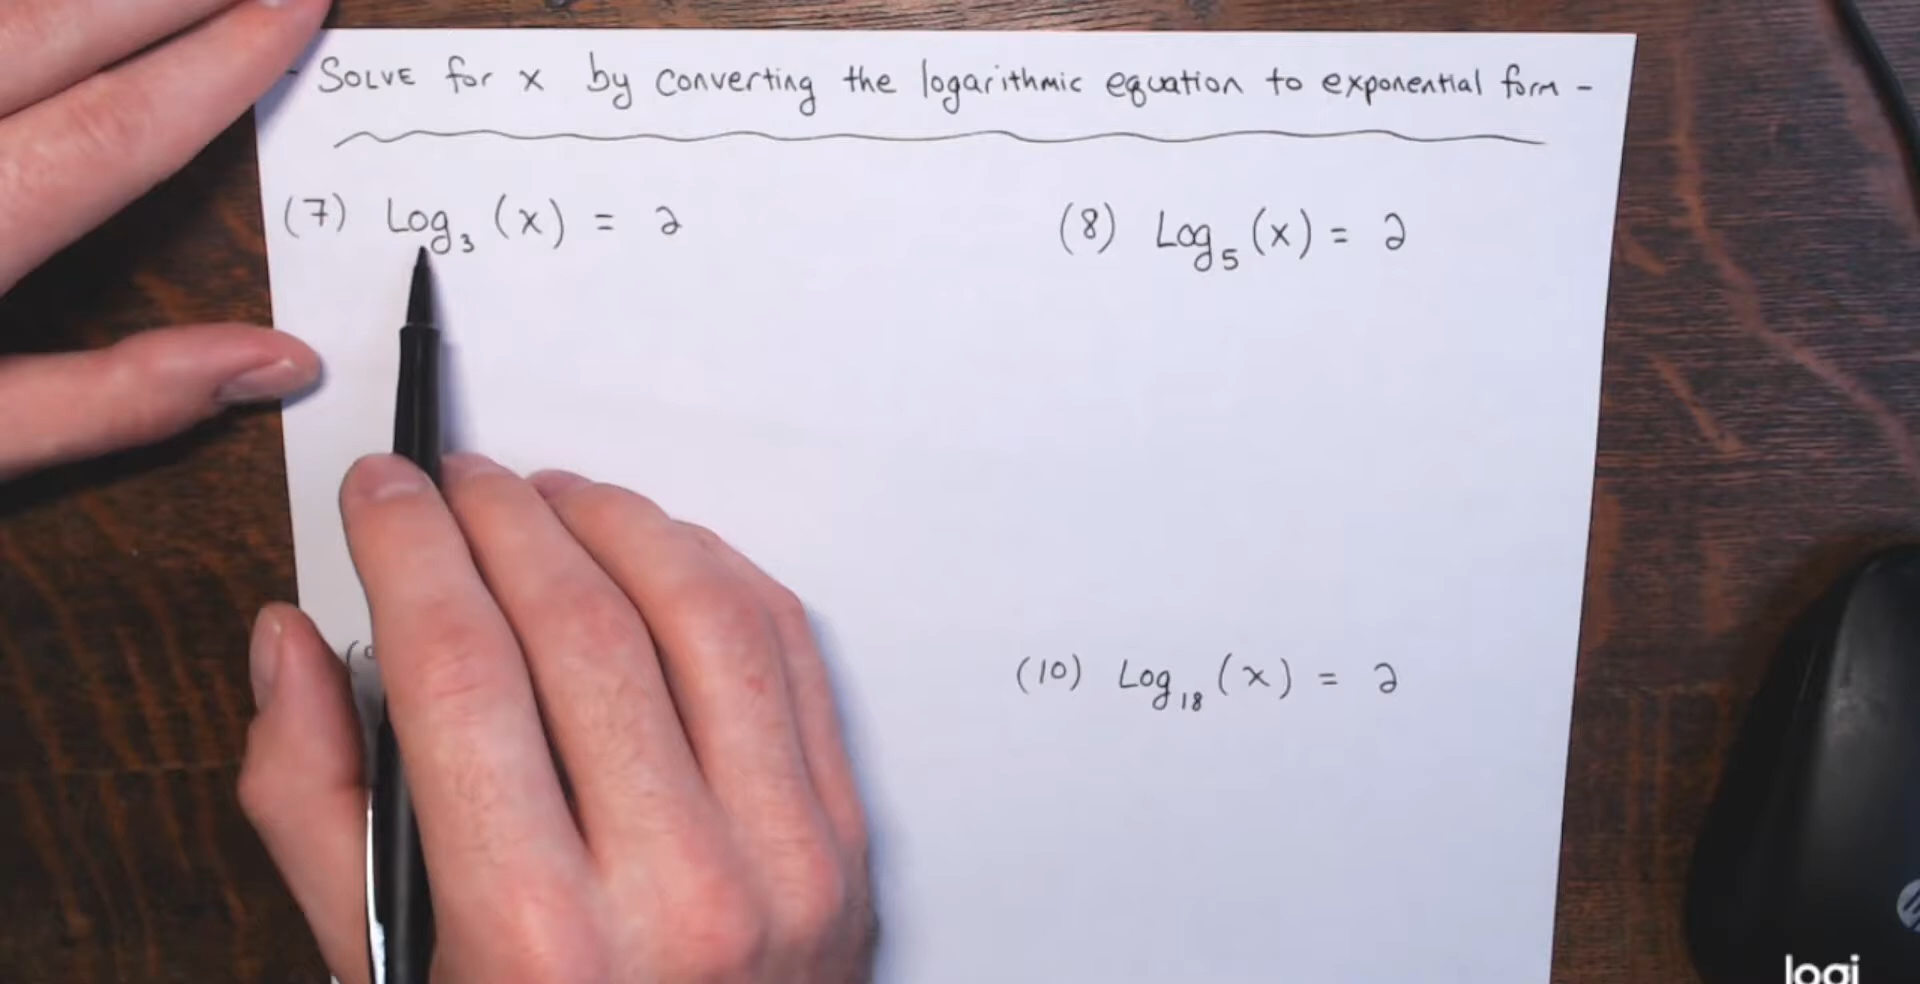 - SOLVE for x by converting the logarithmic equation to exponential form -
(7) Log₃ (x) = 2
(8) Log₅ (x) = 2
(10) Log₁₈ (x) = 2
logi